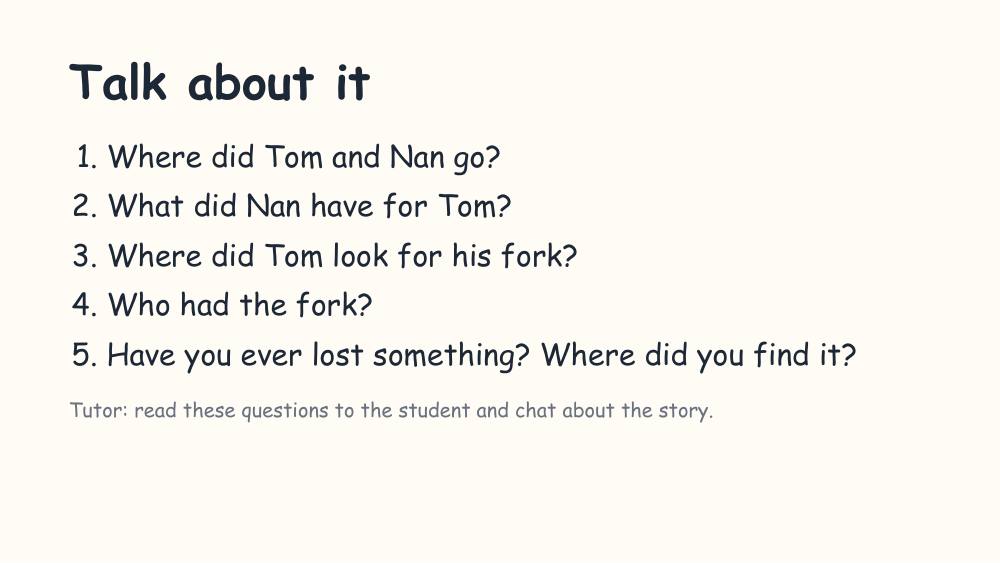 Talk about it
1. Where did Tom and Nan go?
2. What did Nan have for Tom?
3. Where did Tom look for his fork?
4. Who had the fork?
5. Have you ever lost something? Where did you find it?
Tutor: read these questions to the student and chat about the story.